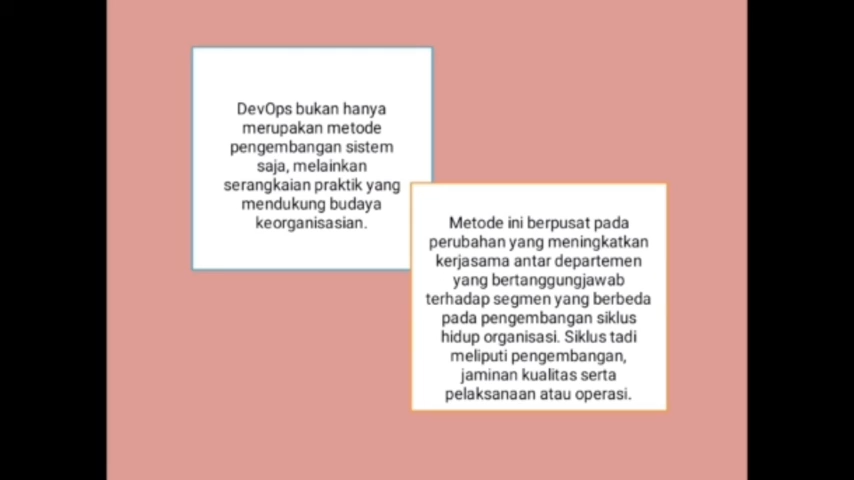 DevOps bukan hanya
merupakan metode
pengembangan sistem
saja, melainkan
serangkaian praktik yang
mendukung budaya
keorganisasian.
Metode ini berpusat pada
perubahan yang meningkatkan
kerjasama antar departemen
yang bertanggungjawab
terhadap segmen yang berbeda
pada pengembangan siklus
hidup organisasi. Siklus tadi
meliputi pengembangan,
jaminan kualitas serta
pelaksanaan atau operasi.